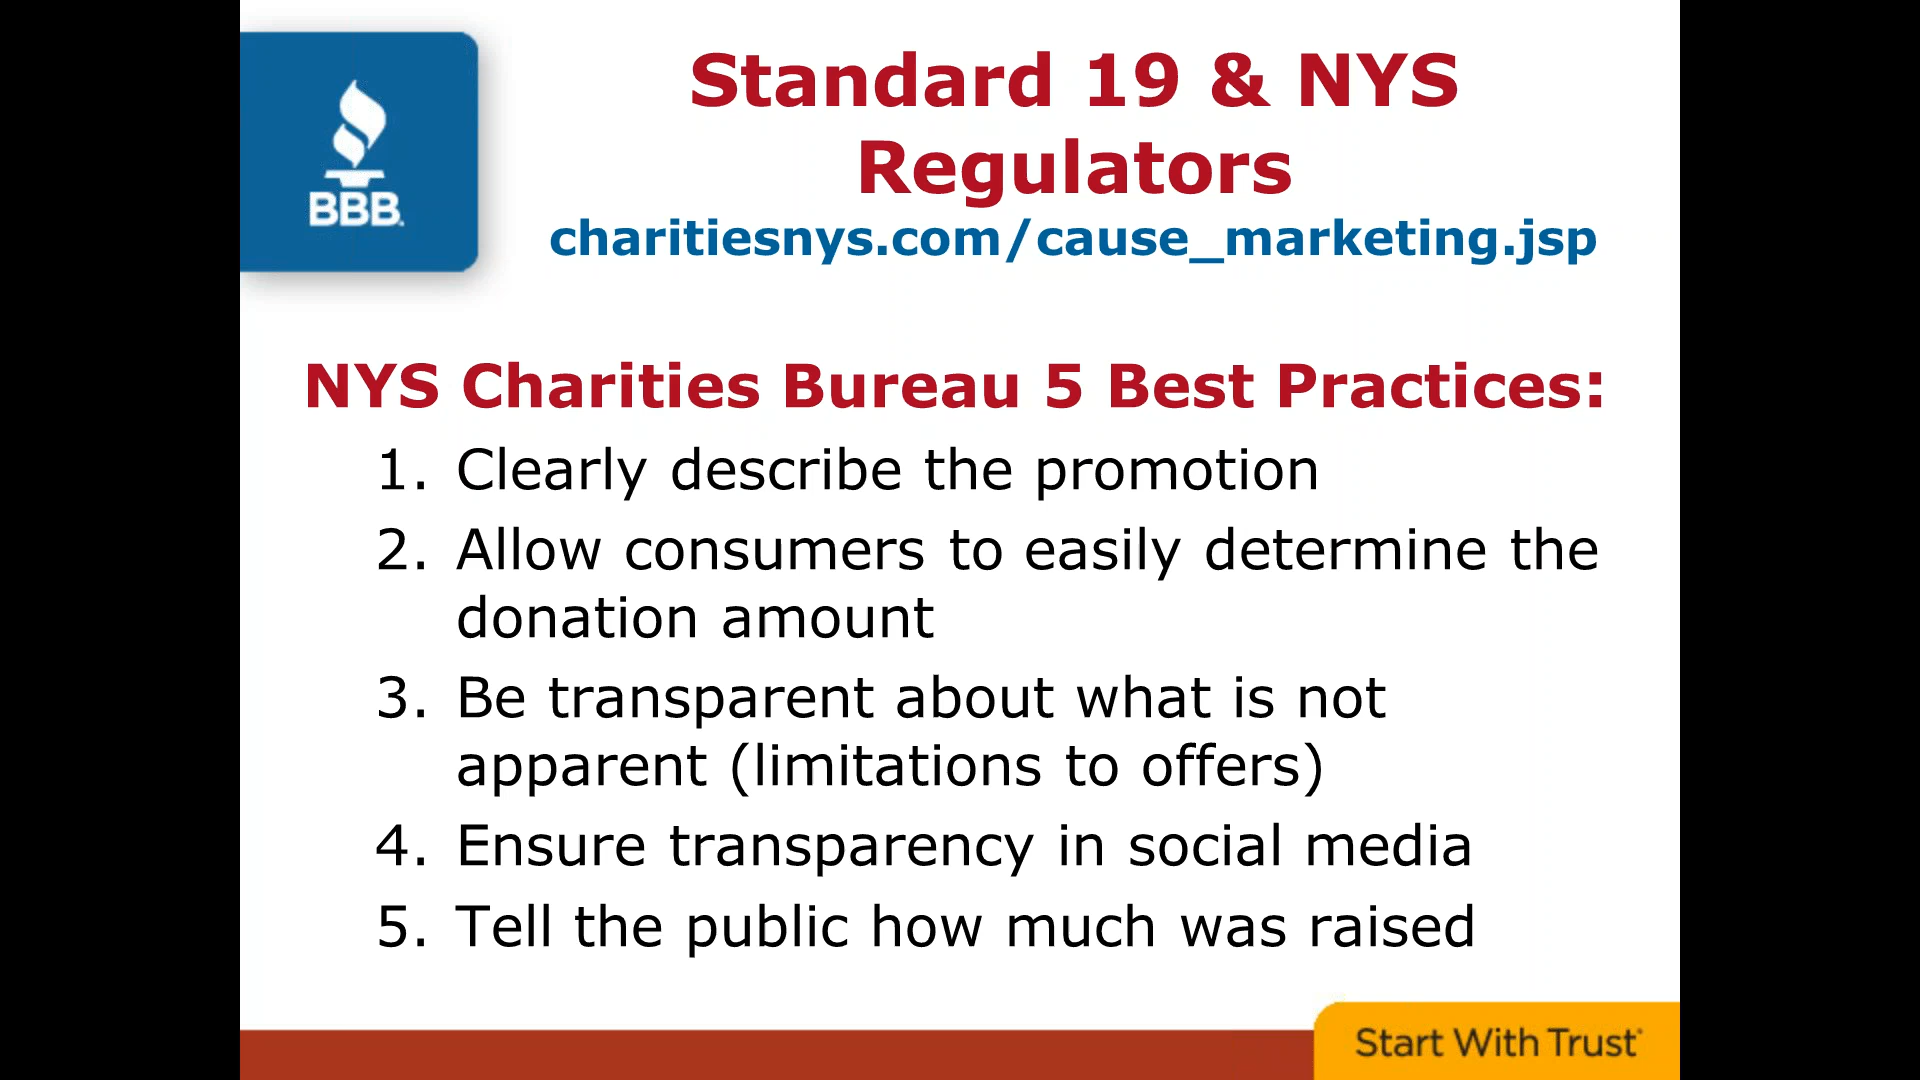 BBB.
Standard 19 & NYS
Regulators
charitiesnys.com/cause_marketing.jsp
NYS Charities Bureau 5 Best Practices:
1. Clearly describe the promotion
2. Allow consumers to easily determine the
donation amount
3. Be transparent about what is not
apparent (limitations to offers)
4. Ensure transparency in social media
5. Tell the public how much was raised
Start With Trust